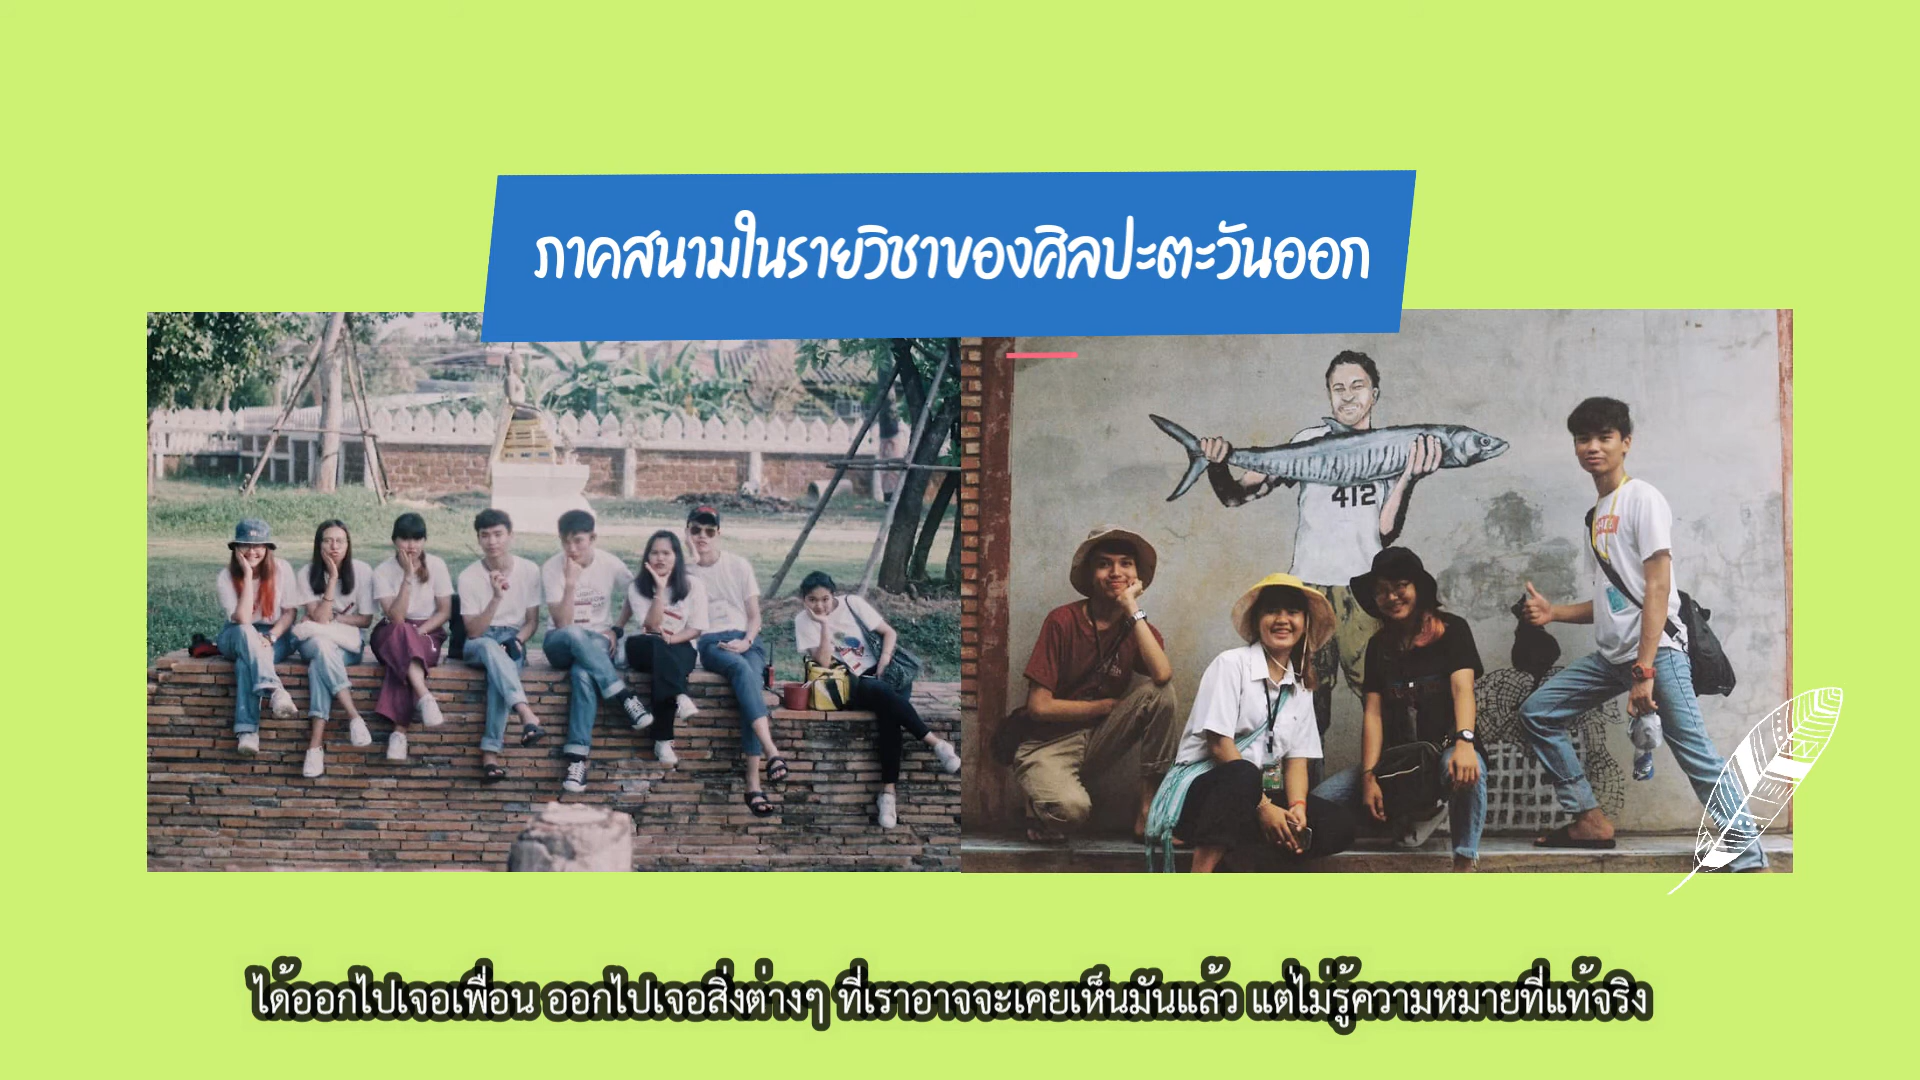 ภาคสนามในรายวิชาของศิลปะตะวันออก
412
ได้ออกไปเจอเพื่อน ออกไปเจอสิ่งต่างๆ ที่เราอาจจะเคยเห็นมันแล้ว แต่ไม่รู้ความหมายที่แท้จริง